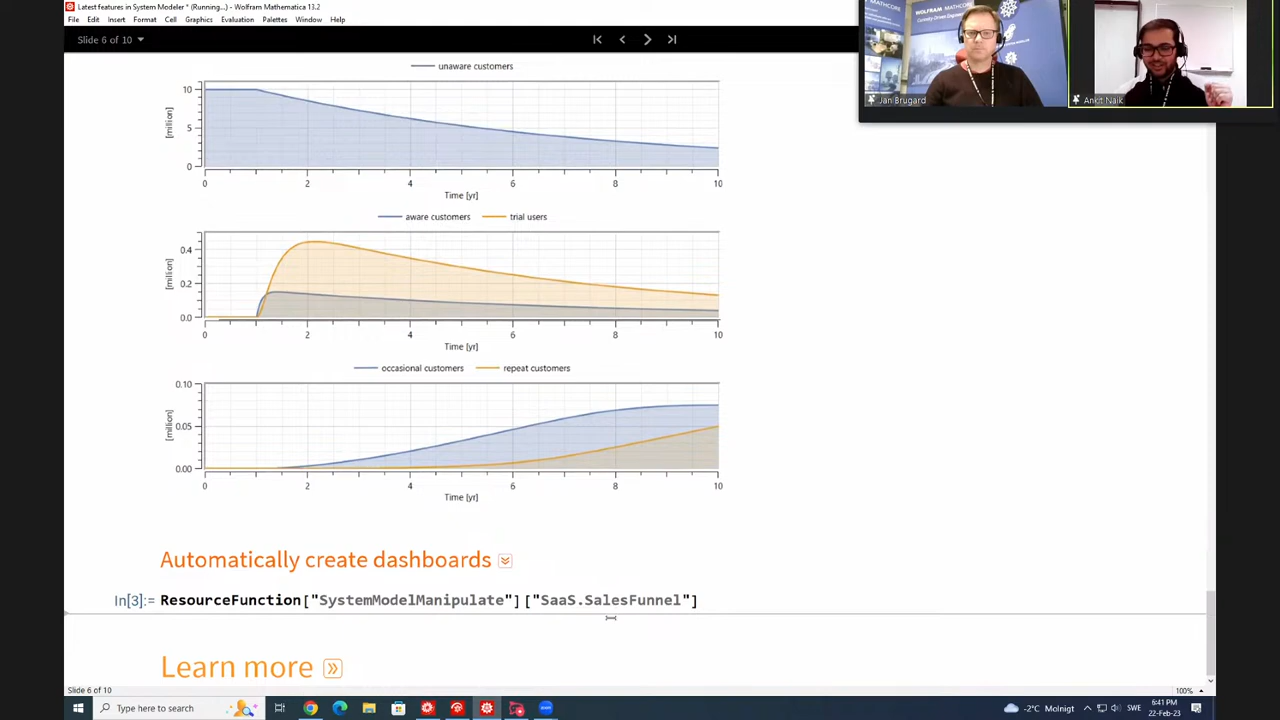 Latest features in System Modeler * (Running...) - Wolfram Mathematica 13.2
File Edit Insert Format Cell Graphics Evaluation Palettes Window Help
Slide 6 of 10
WOLFRAM MATHCORE
Jan Brugard
Ankit Naik
unaware customers
10
5
0
[million]
0 2 4 6 8 10
Time [yr]
aware customers trial users
0.4
0.2
0.0
[million]
0 2 4 6 8 10
Time [yr]
occasional customers repeat customers
0.10
0.05
0.00
[million]
0 2 4 6 8 10
Time [yr]
Automatically create dashboards
In[3]:= ResourceFunction["SystemModelManipulate"]["SaaS.SalesFunnel"]
Learn more
Slide 6 of 10
100%
Type here to search
-2°C Molnigt
SWE
6:41 PM
22-Feb-23